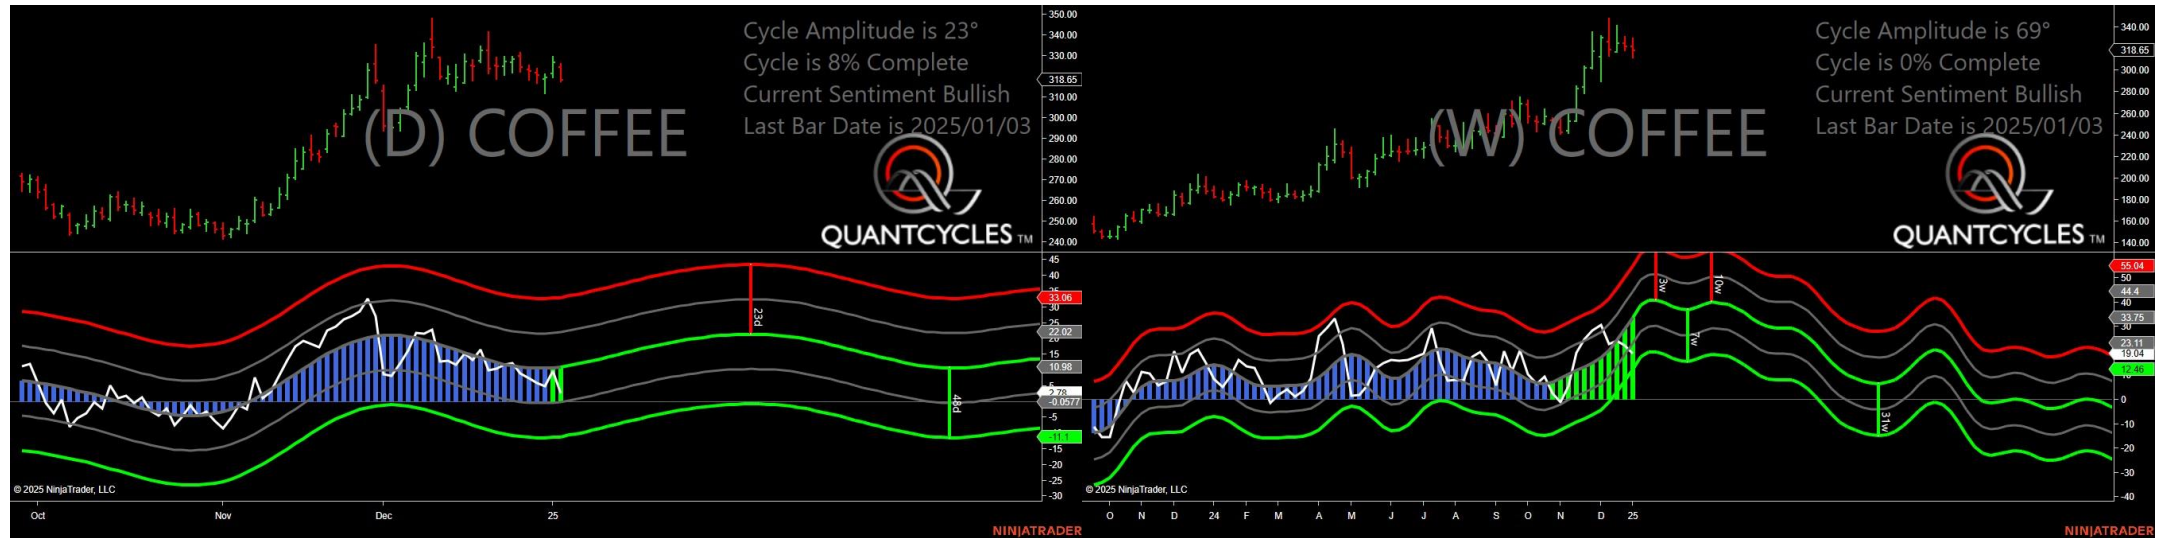 Cycle Amplitude is 23°
Cycle is 8% Complete
Current Sentiment Bullish
Last Bar Date is 2025/01/03
(D) COFFEE
QUANTCYCLES TM
350.00
340.00
330.00
318.65
310.00
300.00
290.00
280.00
270.00
260.00
250.00
240.00
45
40
35
33.06
30
25
22.02
20
15
10.98
5
2.78
-0.0577
-5
-11.1
-15
-20
-25
-30
23d
48d
© 2025 NinjaTrader, LLC
Oct Nov Dec 25
NINJATRADER
Cycle Amplitude is 69°
Cycle is 0% Complete
Current Sentiment Bullish
Last Bar Date is 2025/01/03
(W) COFFEE
QUANTCYCLES TM
340.00
318.65
300.00
280.00
260.00
240.00
220.00
200.00
180.00
160.00
140.00
55.04
50
44.4
40
33.75
30
23.11
19.04
12.46
10
0
-10
-20
-30
-40
3w
10w
7w
31w
© 2025 NinjaTrader, LLC
O N D 24 F M A M J J A S O N D 25
NINJATRADER